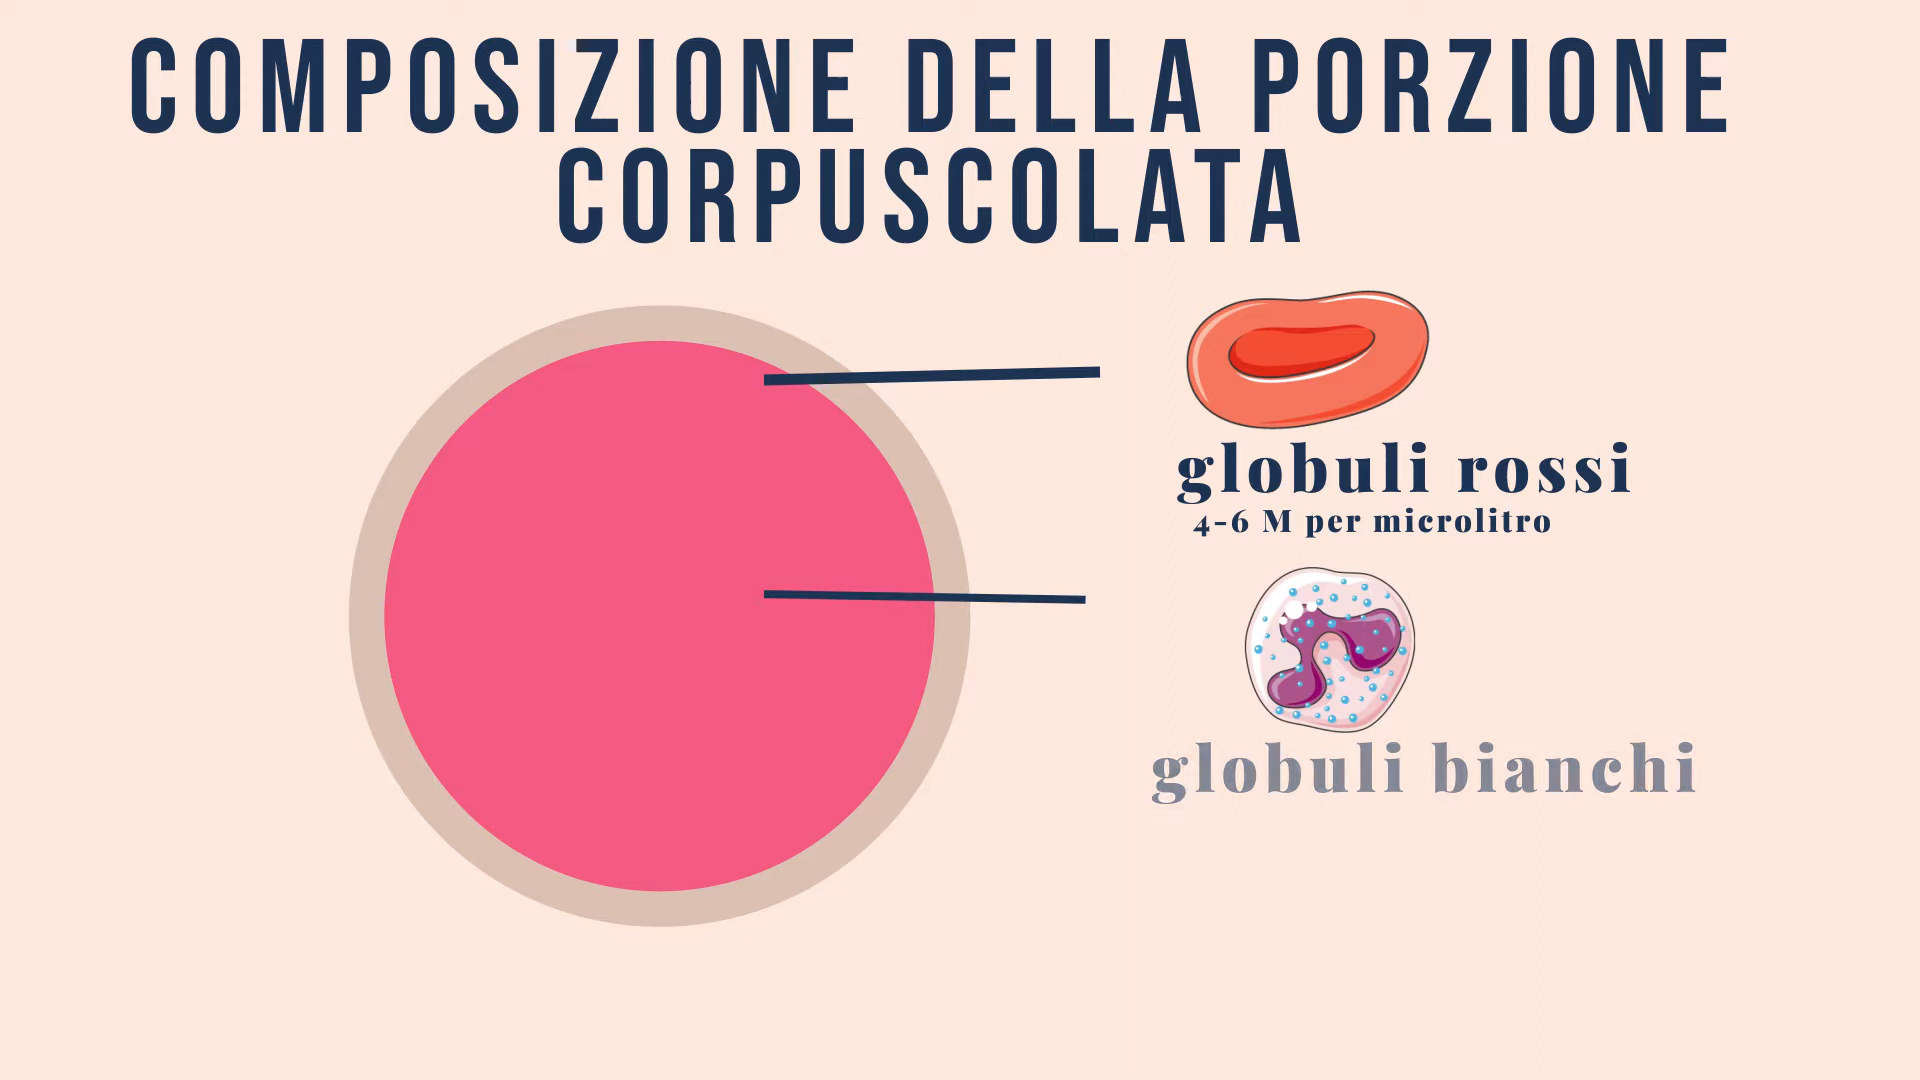 COMPOSIZIONE DELLA PORZIONE
CORPUSCOLATA
globuli rossi
4-6 M per microlitro
globuli bianchi